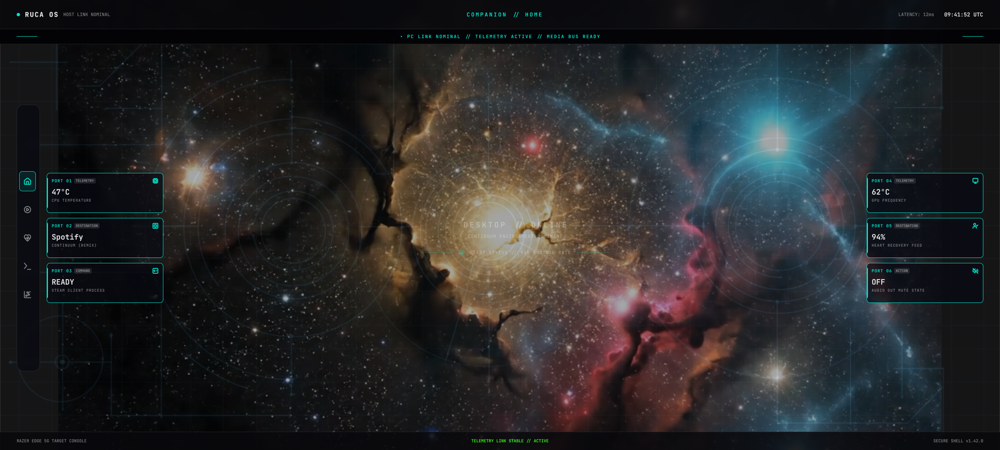 RUCA OS HOST LINK NOMINAL
COMPANION // HOME
LATENCY: 12ms 09:41:52 UTC
• PC LINK NOMINAL // TELEMETRY ACTIVE // MEDIA BUS READY
PORT 01 TELEMETRY
47°C
CPU TEMPERATURE
PORT 02 DESTINATION
Spotify
CONTINUUM (REMIX)
PORT 03 COMMAND
READY
STEAM CLIENT PROCESS
DESKTOP // ONLINE
CONTINUUM ENVIRONMENT DOMINANT
HEART STATUS // 94% NOMINAL RATE
PORT 04 TELEMETRY
62°C
GPU FREQUENCY
PORT 05 DESTINATION
94%
HEART RECOVERY FEED
PORT 06 ACTION
OFF
AUDIO OUT MUTE STATE
RAZER EDGE 5G TARGET CONSOLE
TELEMETRY LINK STABLE // ACTIVE
SECURE SHELL v1.42.0